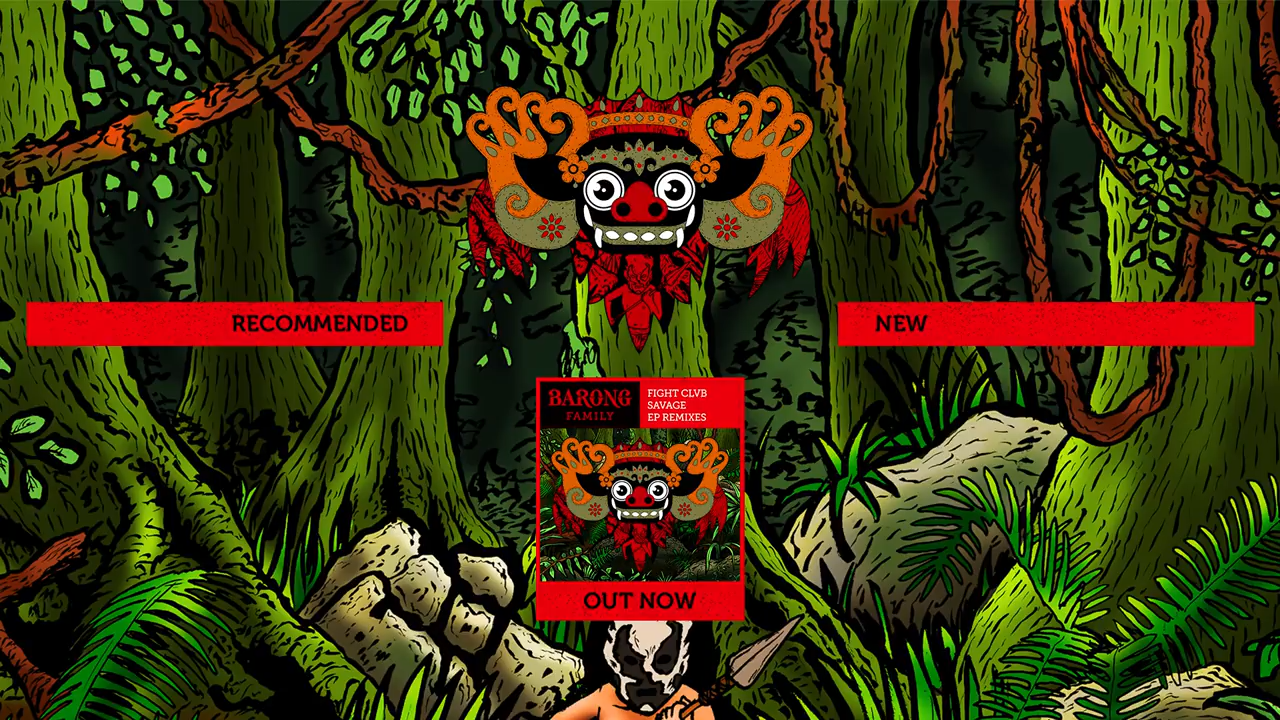 RECOMMENDED
NEW
BARONG
FAMILY
FIGHT CLVB
SAVAGE
EP REMIXES
OUT NOW